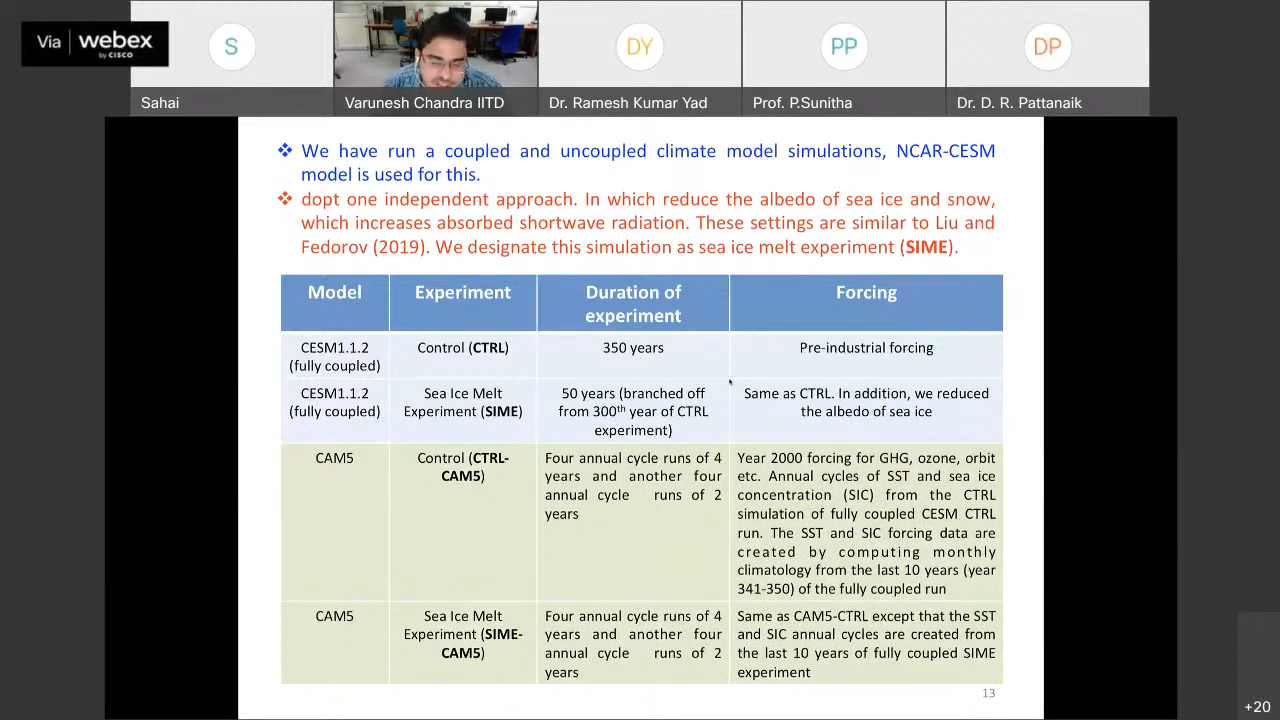 Via webex
by CISCO
S
DY
PP
DP
Sahai
Varunesh Chandra IITD
Dr. Ramesh Kumar Yad
Prof. P.Sunitha
Dr. D. R. Pattanaik
❖ We have run a coupled and uncoupled climate model simulations, NCAR-CESM
model is used for this.
❖ dopt one independent approach. In which reduce the albedo of sea ice and snow,
which increases absorbed shortwave radiation. These settings are similar to Liu and
Fedorov (2019). We designate this simulation as sea ice melt experiment (SIME).
Model
Experiment
Duration of
experiment
Forcing
CESM1.1.2
(fully coupled)
Control (CTRL)
350 years
Pre-industrial forcing
CESM1.1.2
(fully coupled)
Sea Ice Melt
Experiment (SIME)
50 years (branched off
from 300th year of CTRL
experiment)
Same as CTRL. In addition, we reduced
the albedo of sea ice
CAM5
Control (CTRL-
CAM5)
Four annual cycle runs of 4
years and another four
annual cycle runs of 2
years
Year 2000 forcing for GHG, ozone, orbit
etc. Annual cycles of SST and sea ice
concentration (SIC) from the CTRL
simulation of fully coupled CESM CTRL
run. The SST and SIC forcing data are
created by computing monthly
climatology from the last 10 years (year
341-350) of the fully coupled run
CAM5
Sea Ice Melt
Experiment (SIME-
CAM5)
Four annual cycle runs of 4
years and another four
annual cycle runs of 2
years
Same as CAM5-CTRL except that the SST
and SIC annual cycles are created from
the last 10 years of fully coupled SIME
experiment
13
+20